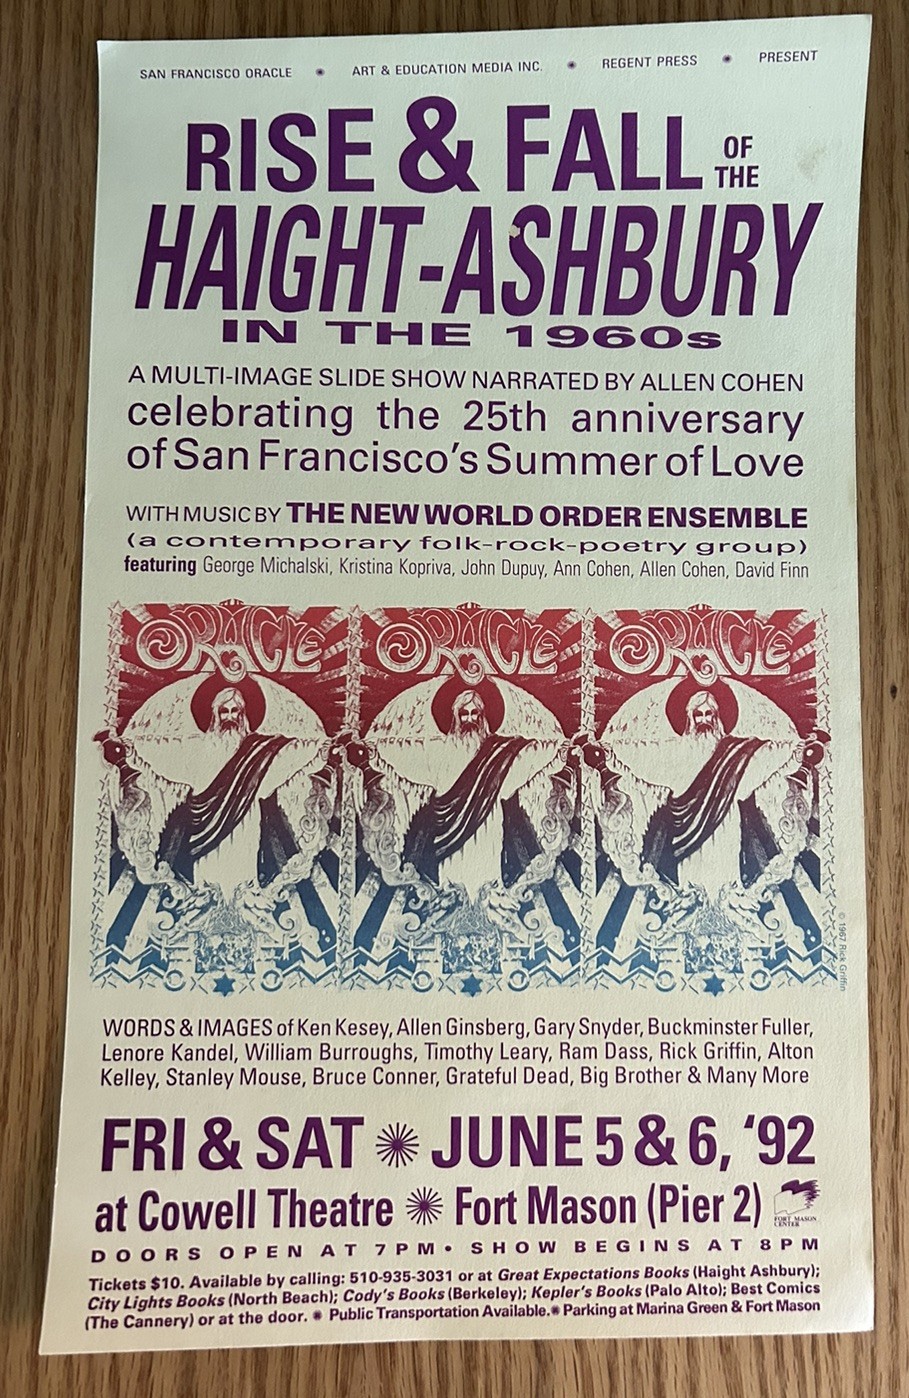 SAN FRANCISCO ORACLE ✺ ART & EDUCATION MEDIA INC. ✺ REGENT PRESS ✺ PRESENT
RISE & FALL OF THE
HAIGHT-ASHBURY
IN THE 1960s
A MULTI-IMAGE SLIDE SHOW NARRATED BY ALLEN COHEN
celebrating the 25th anniversary
of San Francisco's Summer of Love
WITH MUSIC BY THE NEW WORLD ORDER ENSEMBLE
(a contemporary folk-rock-poetry group)
featuring George Michalski, Kristina Kopriva, John Dupuy, Ann Cohen, Allen Cohen, David Finn
ORACLE ORACLE ORACLE
© 1967 Rick Griffin
WORDS & IMAGES of Ken Kesey, Allen Ginsberg, Gary Snyder, Buckminster Fuller,
Lenore Kandel, William Burroughs, Timothy Leary, Ram Dass, Rick Griffin, Alton
Kelley, Stanley Mouse, Bruce Conner, Grateful Dead, Big Brother & Many More
FRI & SAT ✺ JUNE 5 & 6, ‘92
at Cowell Theatre ✺ Fort Mason (Pier 2)
FORT MASON
CENTER
DOORS OPEN AT 7PM • SHOW BEGINS AT 8PM
Tickets $10. Available by calling: 510-935-3031 or at Great Expectations Books (Haight Ashbury);
City Lights Books (North Beach); Cody's Books (Berkeley); Kepler's Books (Palo Alto); Best Comics
(The Cannery) or at the door. ✺ Public Transportation Available. ✺ Parking at Marina Green & Fort Mason